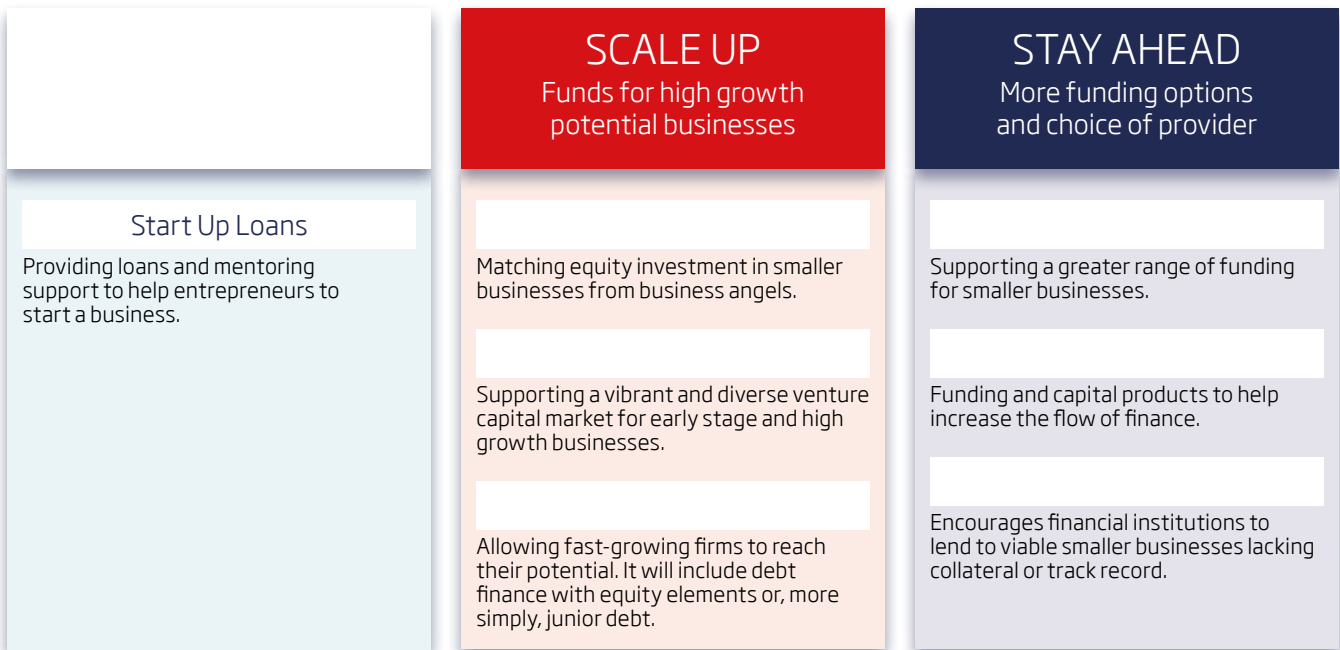 SCALE UP
Funds for high growth
potential businesses
STAY AHEAD
More funding options
and choice of provider
Start Up Loans
Providing loans and mentoring
support to help entrepreneurs to
start a business.
Matching equity investment in smaller
businesses from business angels.
Supporting a vibrant and diverse venture
capital market for early stage and high
growth businesses.
Allowing fast-growing firms to reach
their potential. It will include debt
finance with equity elements or, more
simply, junior debt.
Supporting a greater range of funding
for smaller businesses.
Funding and capital products to help
increase the flow of finance.
Encourages financial institutions to
lend to viable smaller businesses lacking
collateral or track record.